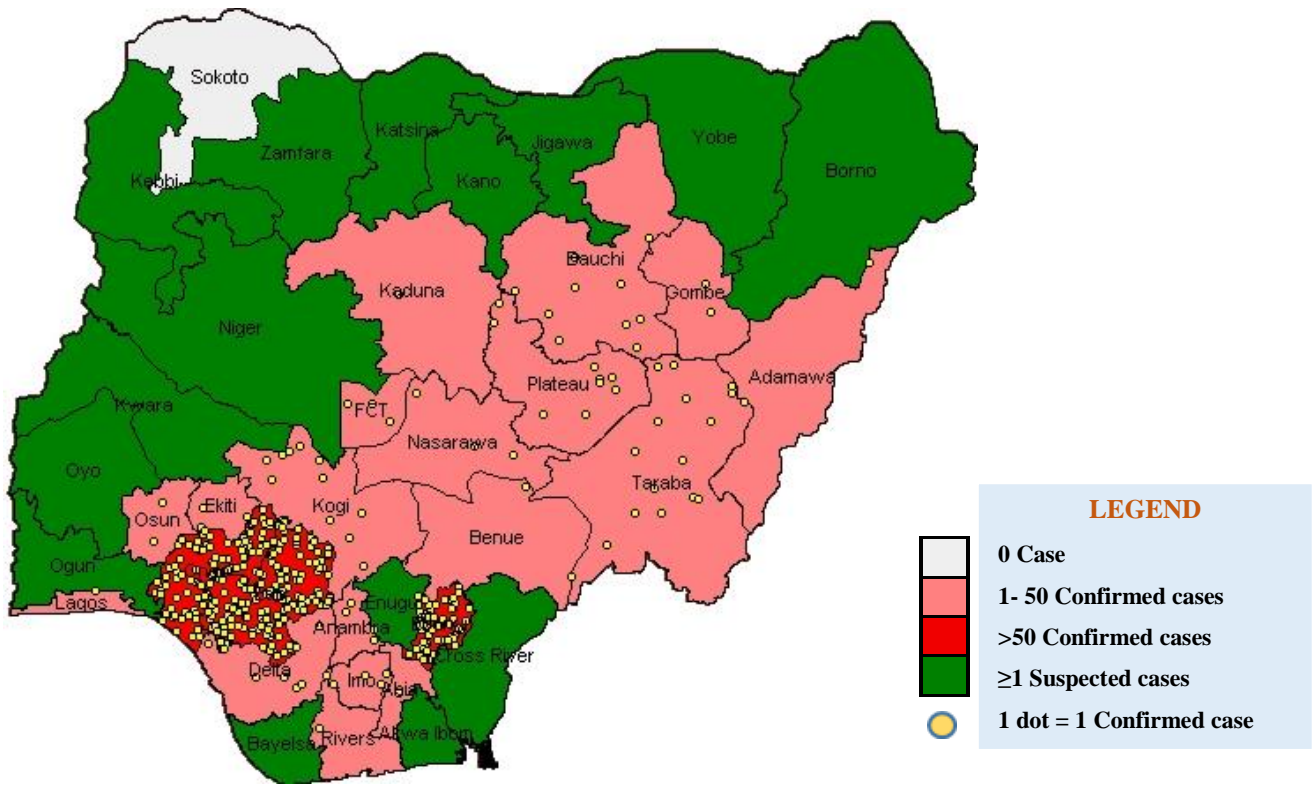 Sokoto
Katsina
Jigawa
Yobe
Zamfara
Kano
Borno
Kebbi
Bauchi
Kaduna
Gombe
Niger
Plateau
Adamawa
Kwara
FCT
Nasarawa
Oyo
Taraba
Ekiti
Kogi
Osun
Benue
Ogun
Lagos
Enugu
Anambra
Cross River
Delta
Imo
Abia
Bayelsa
Rivers
Akwa Ibom
LEGEND
0 Case
1- 50 Confirmed cases
>50 Confirmed cases
≥1 Suspected cases
1 dot = 1 Confirmed case